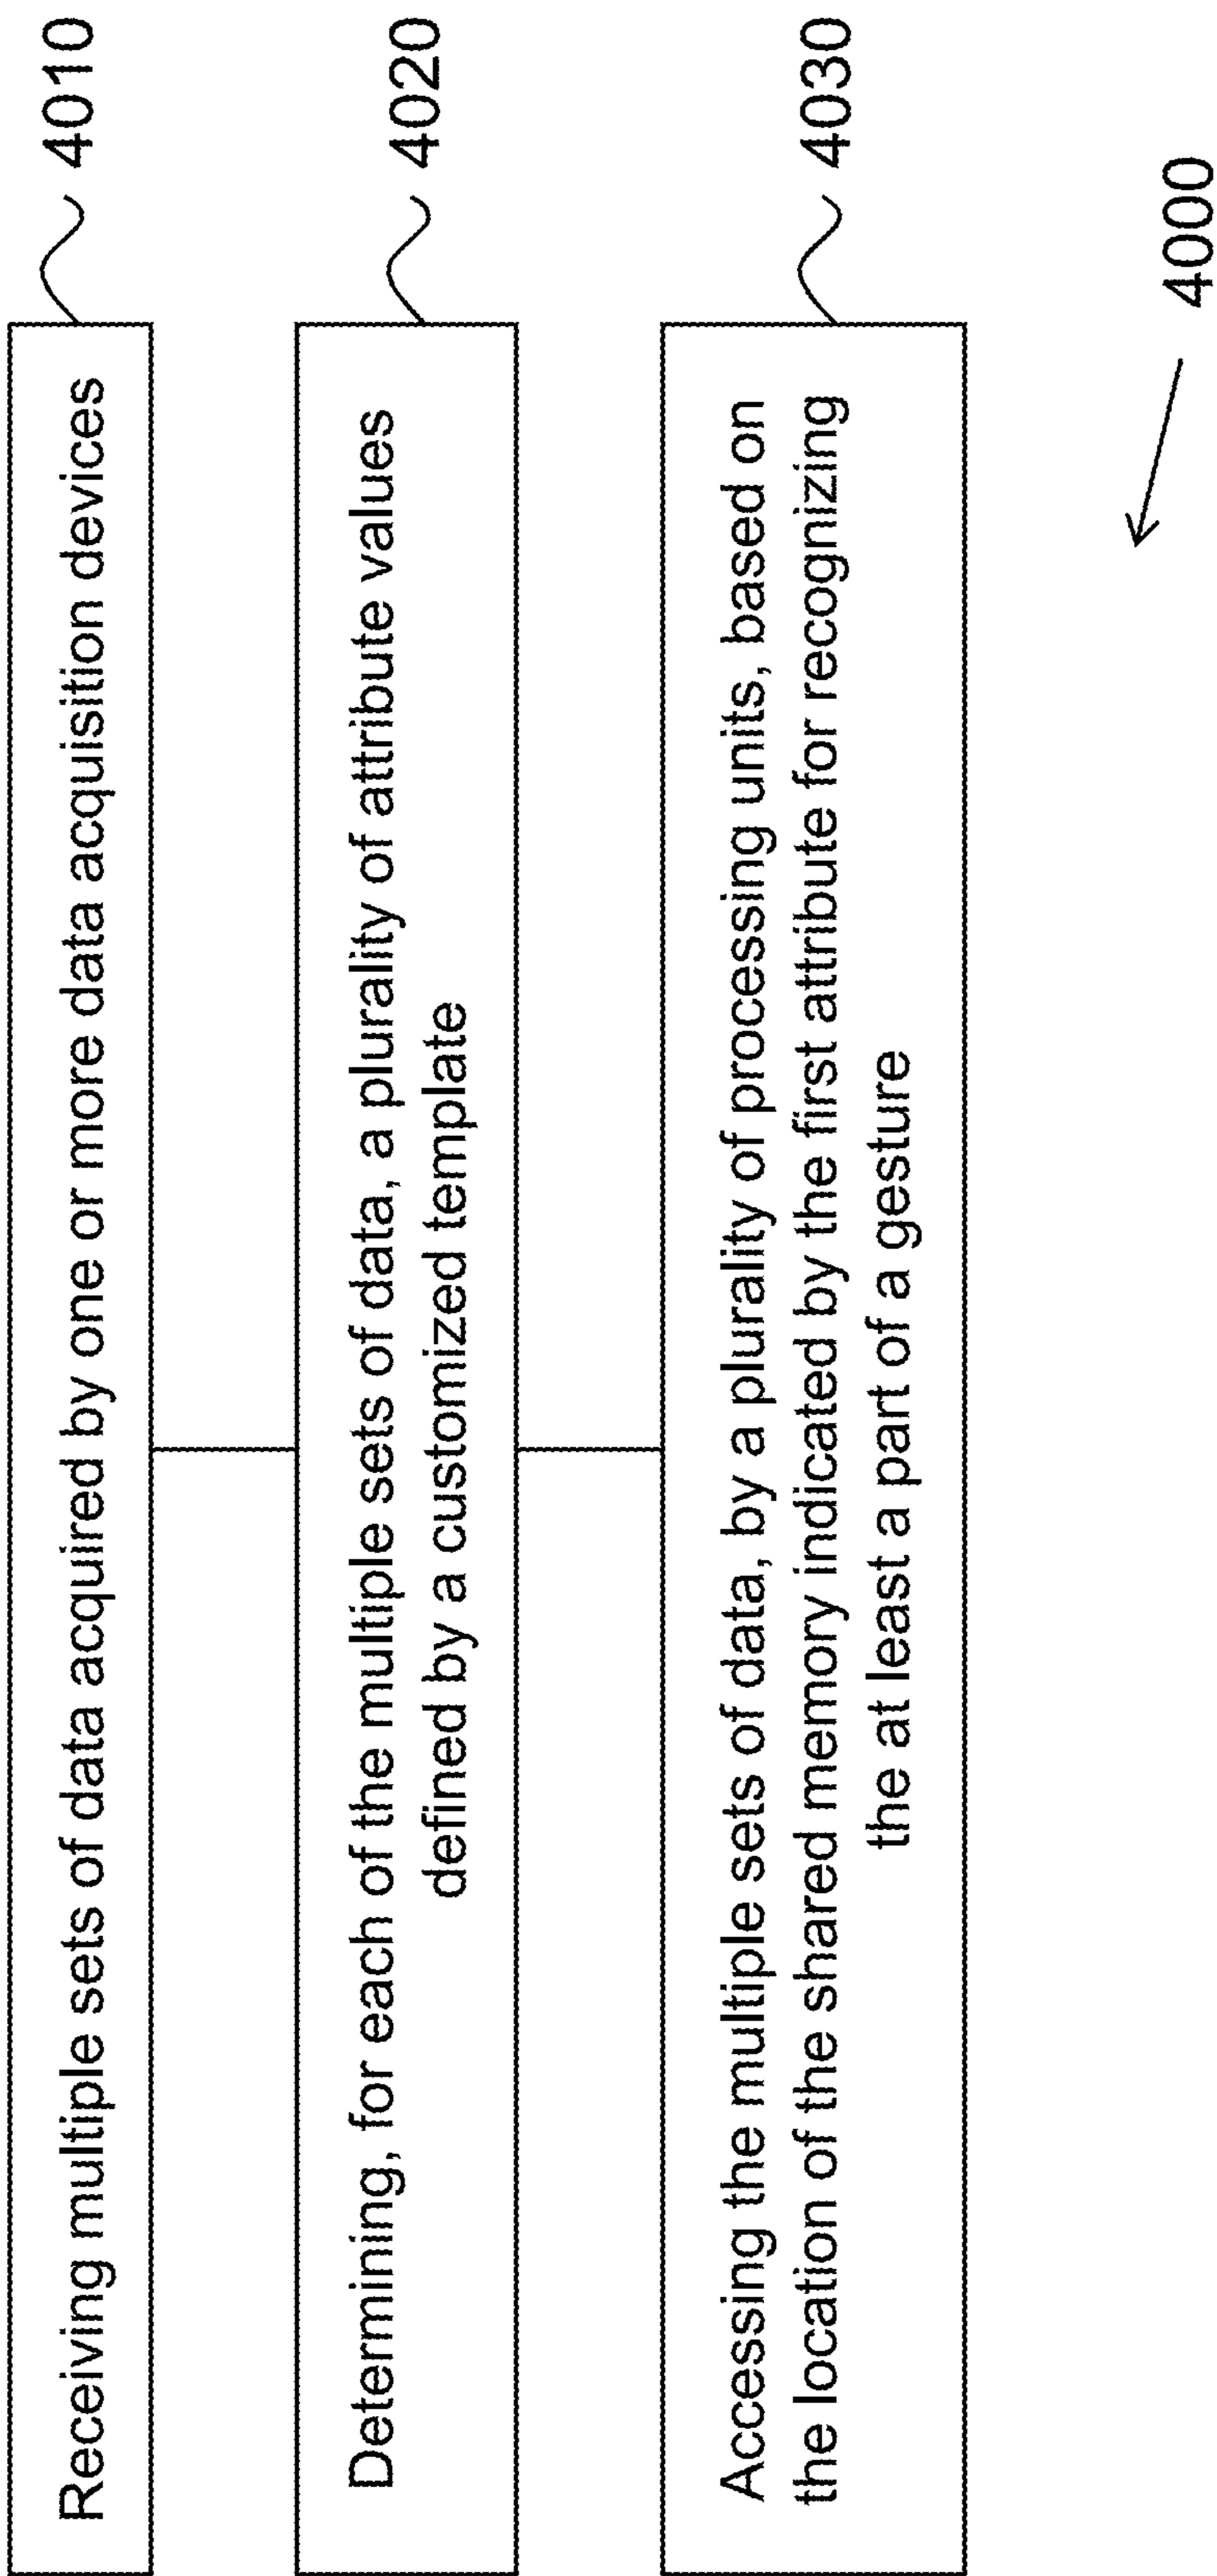 Receiving multiple sets of data acquired by one or more data acquisition devices
4010
Determining, for each of the multiple sets of data, a plurality of attribute values
defined by a customized template
4020
Accessing the multiple sets of data, by a plurality of processing units, based on
the location of the shared memory indicated by the first attribute for recognizing
the at least a part of a gesture
4030
4000